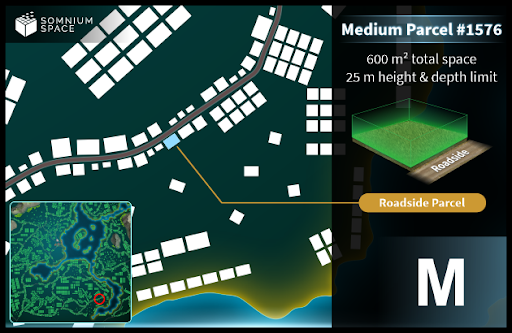 SOMNIUM
SPACE
Medium Parcel #1576
600 m² total space
25 m height & depth limit
Roadside
Roadside Parcel
M